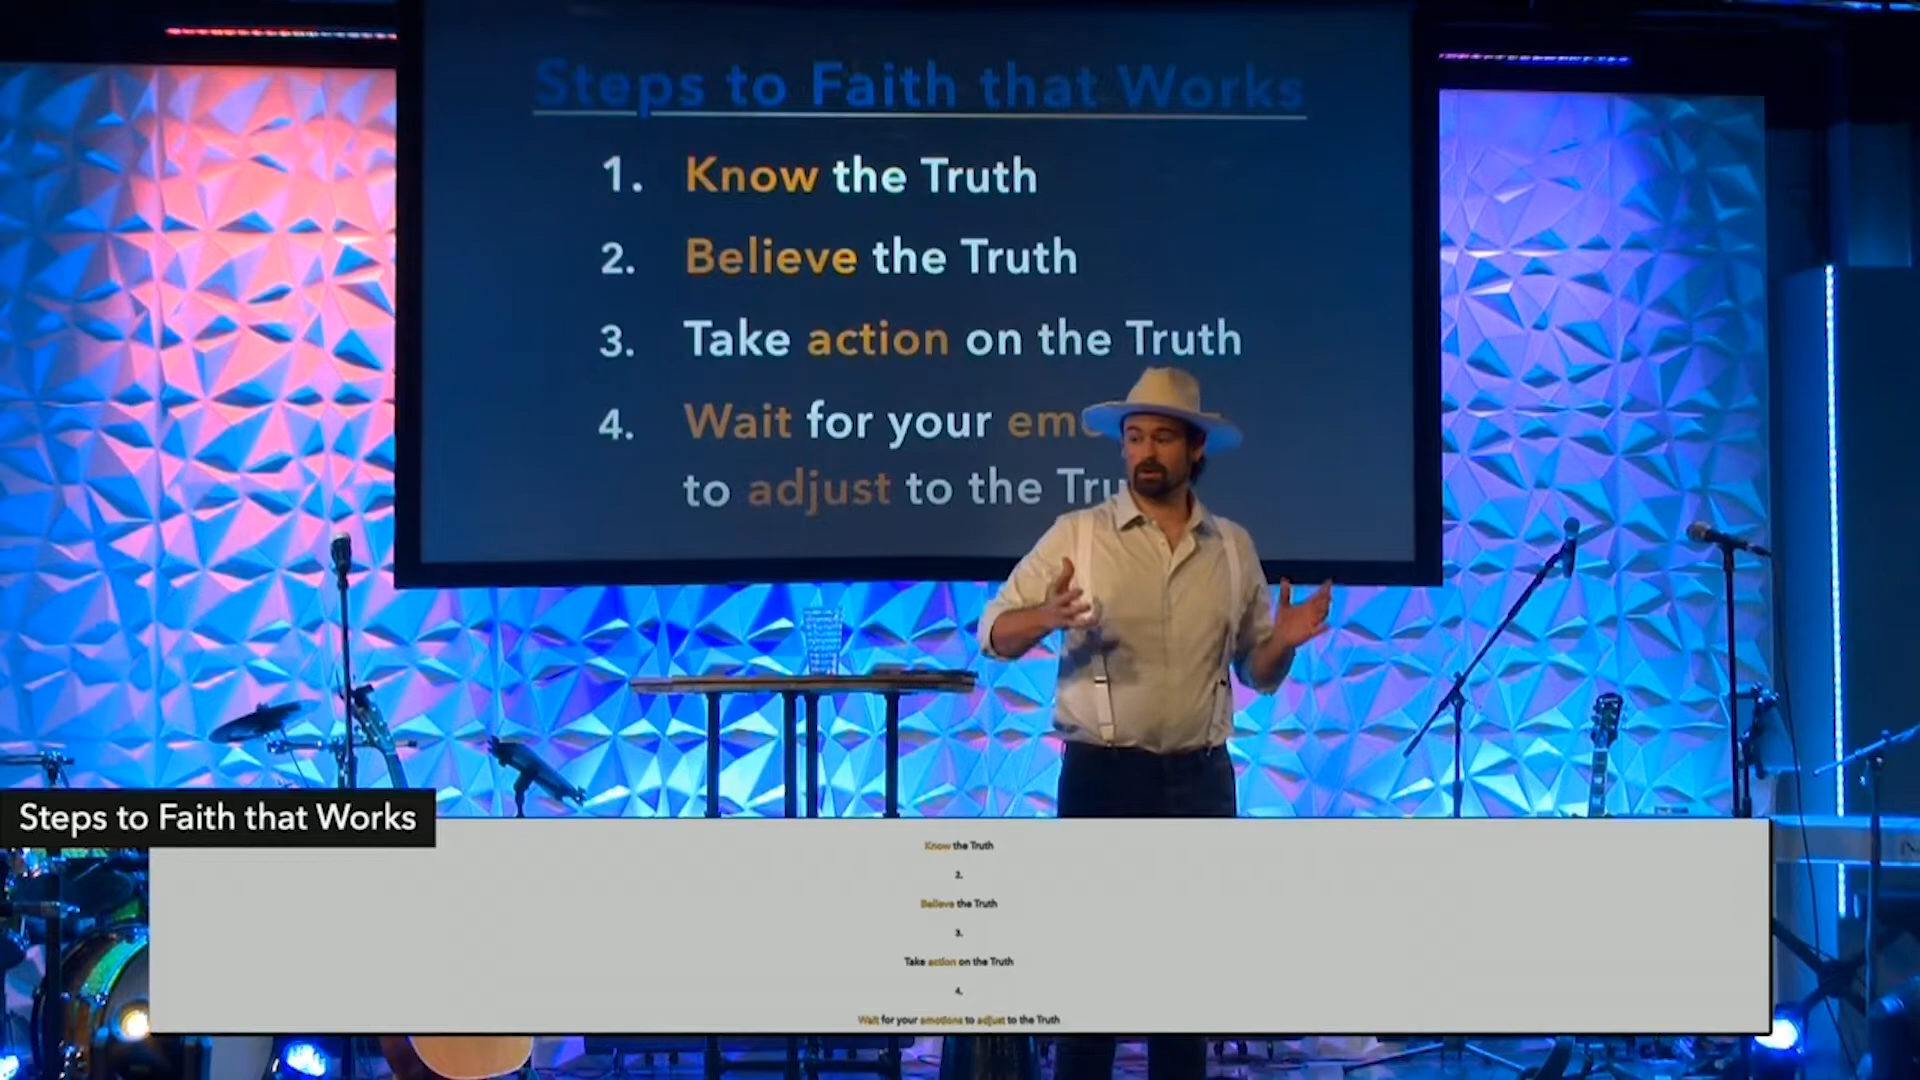 Steps to Faith that Works
1. Know the Truth
2. Believe the Truth
3. Take action on the Truth
4. Wait for your emo
to adjust to the Tru
Steps to Faith that Works
Know the Truth
2.
Believe the Truth
3.
Take action on the Truth
4.
Wait for your emotions to adjust to the Truth